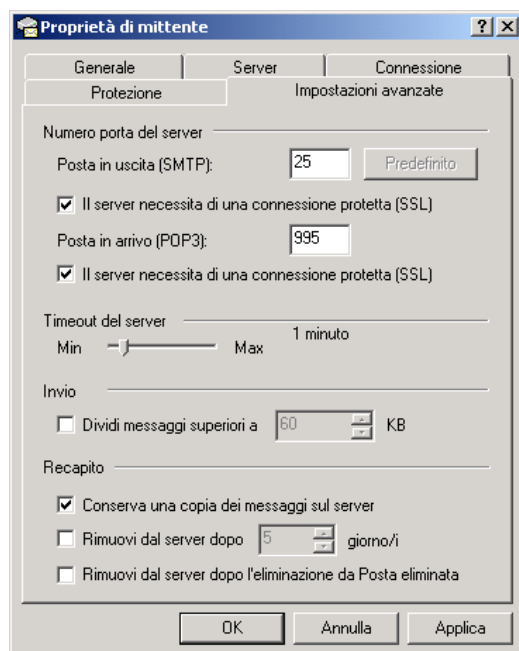 Proprietà di mittente
Generale Server Connessione
Protezione Impostazioni avanzate
Numero porta del server
Posta in uscita (SMTP): 25 Predefinito
Il server necessita di una connessione protetta (SSL)
Posta in arrivo (POP3): 995
Il server necessita di una connessione protetta (SSL)
Timeout del server
Min Max 1 minuto
Invio
Dividi messaggi superiori a 60 KB
Recapito
Conserva una copia dei messaggi sul server
Rimuovi dal server dopo 5 giorno/i
Rimuovi dal server dopo l'eliminazione da Posta eliminata
OK Annulla Applica